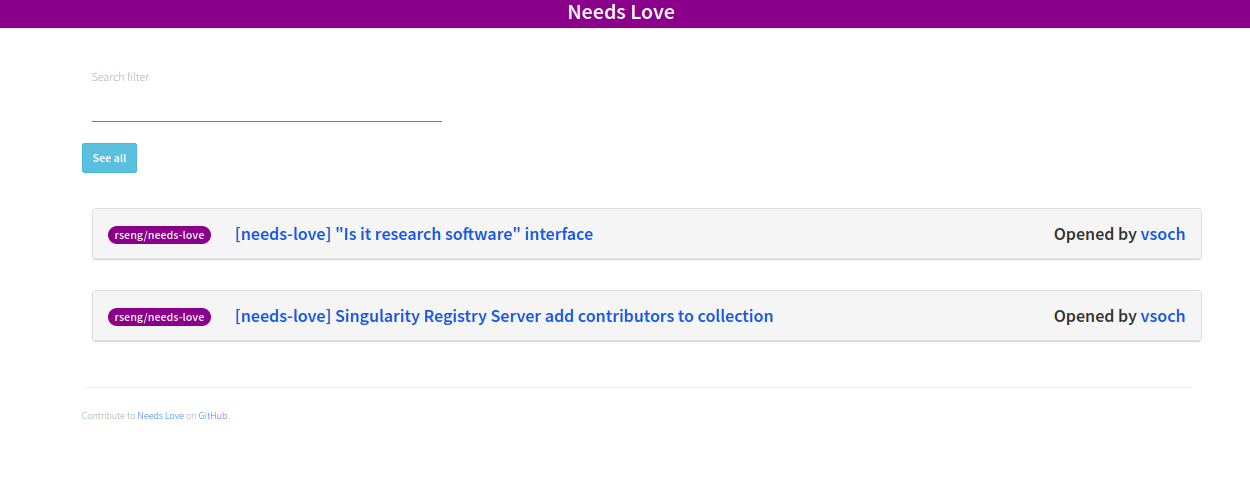 Needs Love
Search filter
See all
rseng/needs-love [needs-love] "Is it research software" interface Opened by vsoch
rseng/needs-love [needs-love] Singularity Registry Server add contributors to collection Opened by vsoch
Contribute to Needs Love on GitHub.